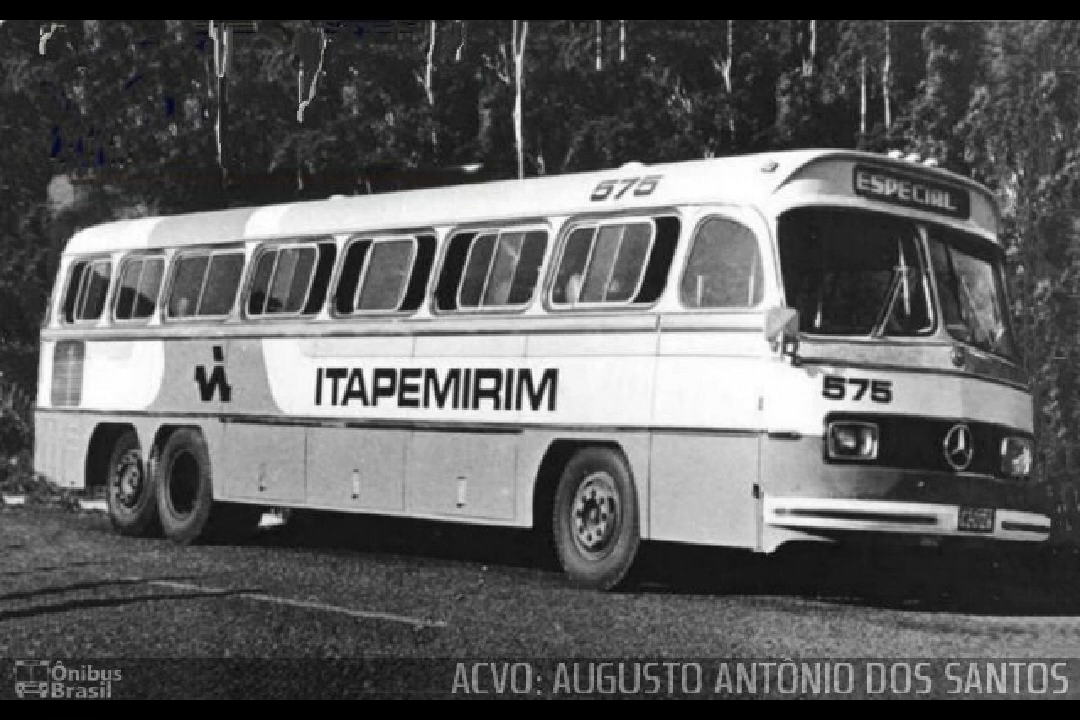 575
ESPECIAL
ITAPEMIRIM
575
Ônibus
Brasil
ACVO: AUGUSTO ANTÔNIO DOS SANTOS